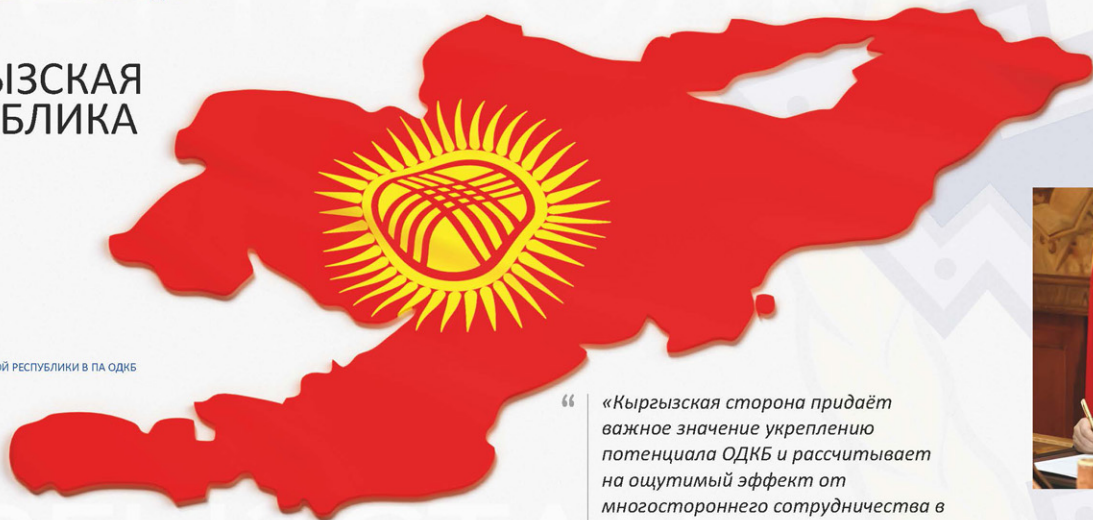 ЫЗСКАЯ
БЛИКА
ОЙ РЕСПУБЛИКИ В ПА ОДКБ
“ «Кыргызская сторона придаёт
важное значение укреплению
потенциала ОДКБ и рассчитывает
на ощутимый эффект от
многостороннего сотрудничества в